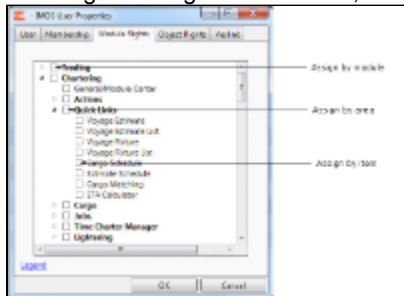 IMOS User Properties
User Membership Module Rights Object Rights
Trading
Chartering
General/Module Center
Actions
Quick Links
Voyage Estimate
Voyage Estimate List
Voyage Fixture
Voyage Fixture List
Cargo Schedule
Estimate Schedule
Cargo Matching
ETA Calculator
Cargo
Jobs
Time Charter Manager
Lightering
Legend
OK Cancel
Assign by module
Assign by area
Assign by item